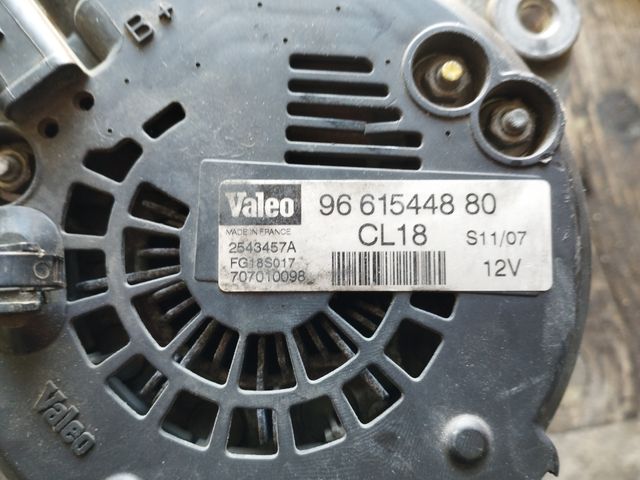 B+
Valeo
96 615448 80
MADE IN FRANCE
CL18
S11/07
2543457A
FG18S017
12V
707010098
Valeo